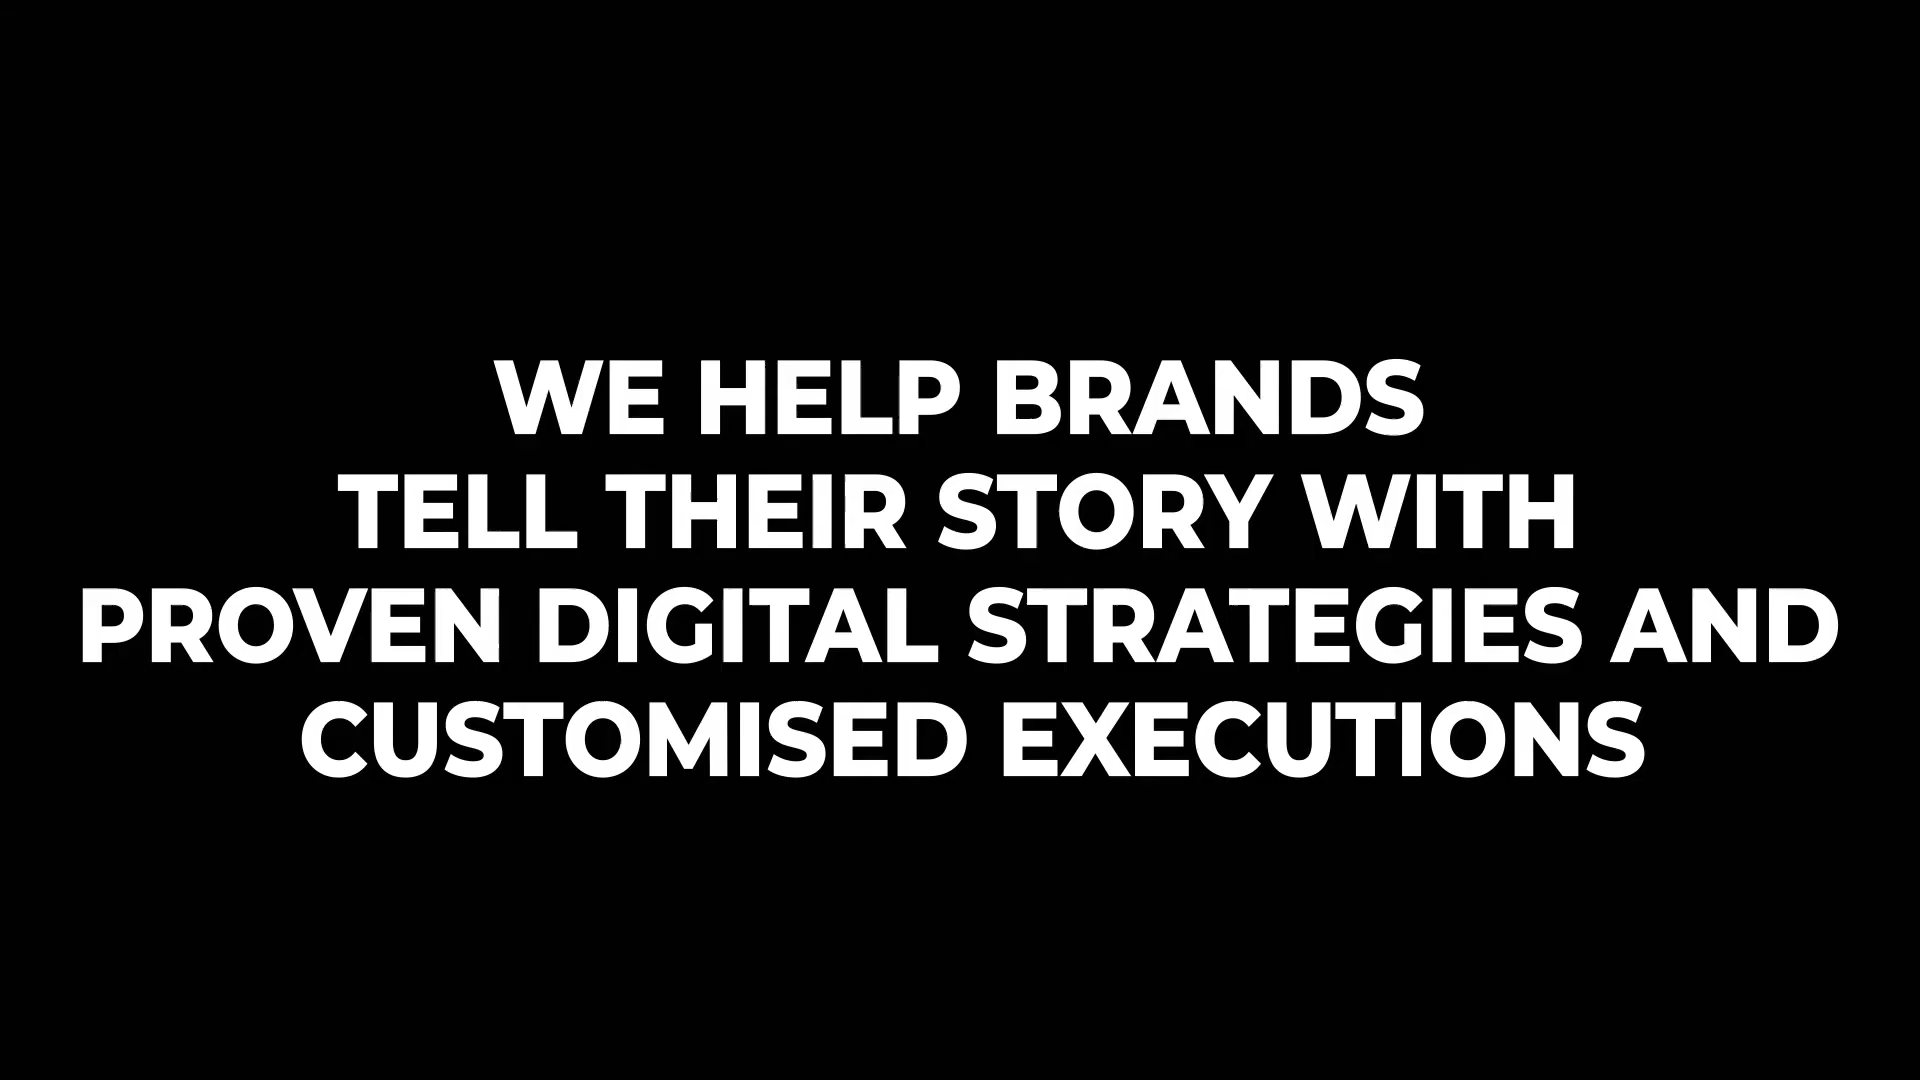 WE HELP BRANDS
TELL THEIR STORY WITH
PROVEN DIGITAL STRATEGIES AND
CUSTOMISED EXECUTIONS